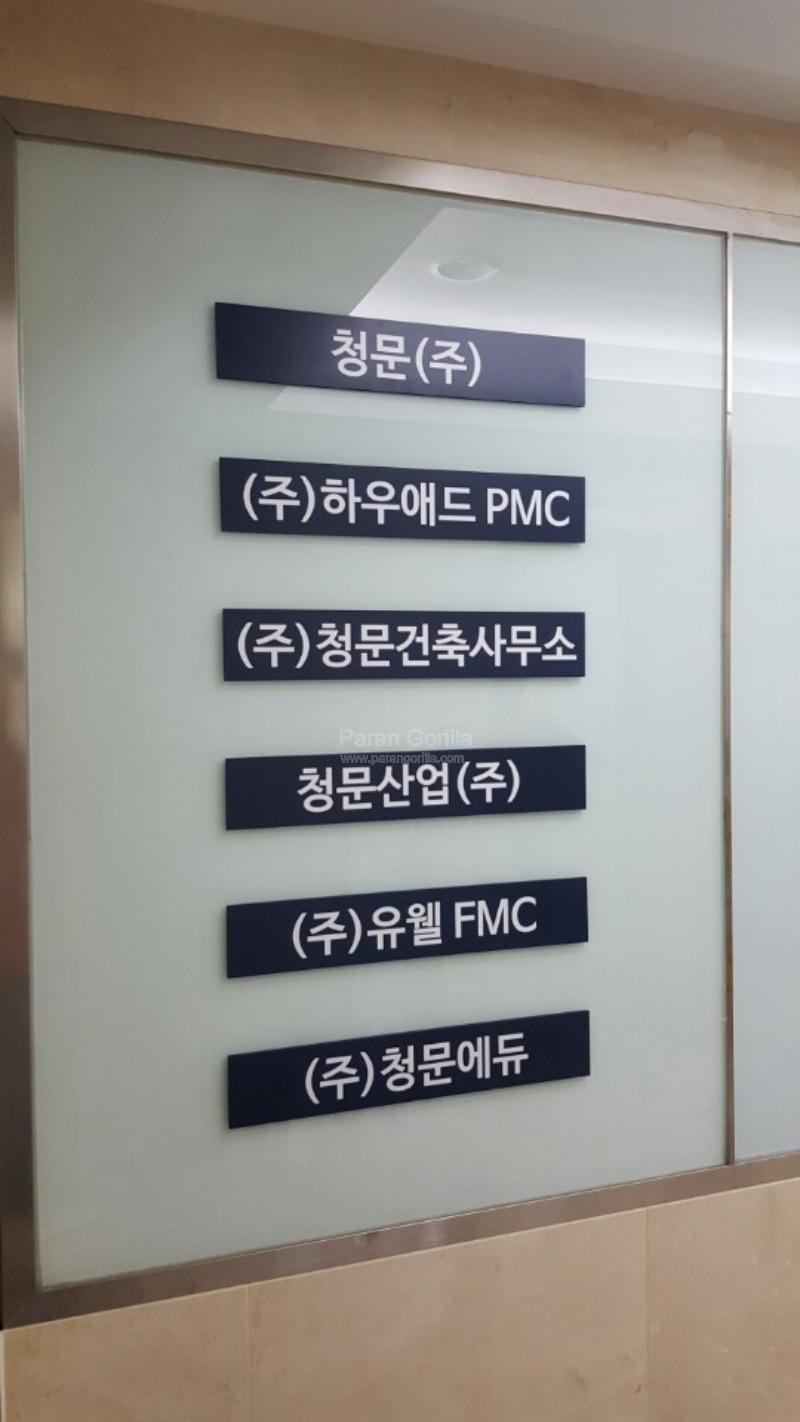 청문(주)
(주)하우애드 PMC
(주)청문건축사무소
Paran Gorilla
www.parangorilla.com
청문산업(주)
(주)유웰 FMC
(주)청문에듀